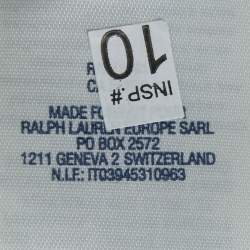 10
INSP.#
R
C
MADE FO
RALPH LAUREN EUROPE SARL
PO BOX 2572
1211 GENEVA 2 SWITZERLAND
N.I.F: IT03945310963